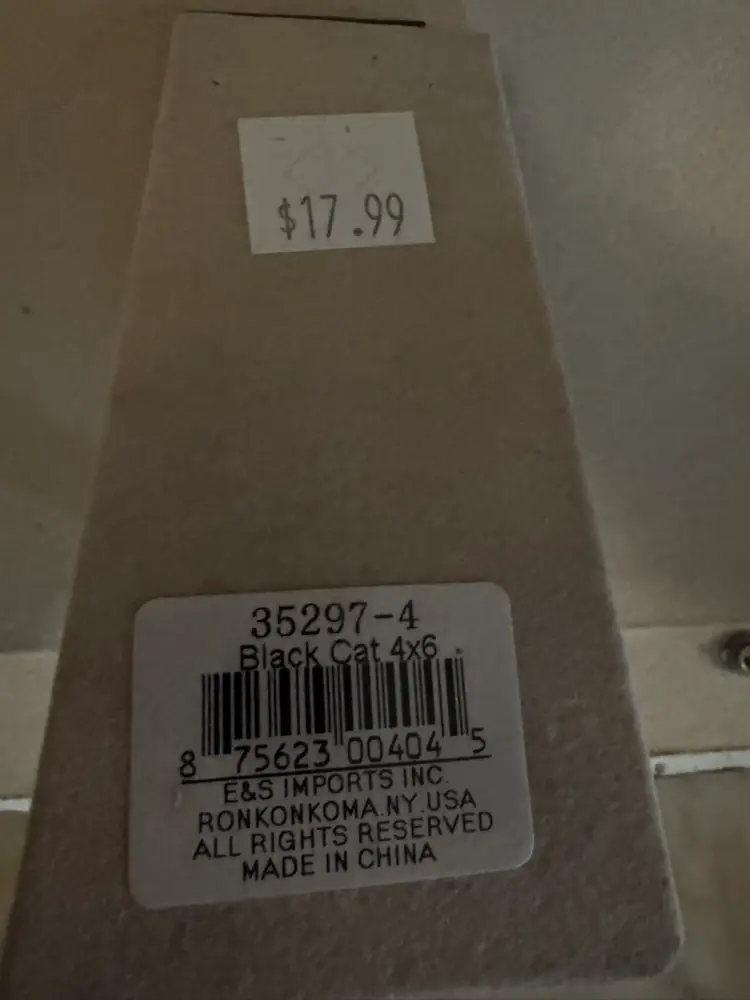 $17.99
35297-4
Black Cat 4x6
8 75623 00404 5
E&S IMPORTS INC.
RONKONKOMA.NY.USA
ALL RIGHTS RESERVED
MADE IN CHINA